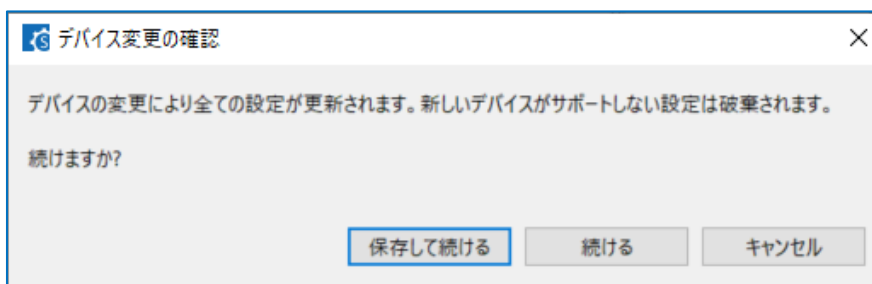 デバイス変更の確認
デバイスの変更により全ての設定が更新されます。新しいデバイスがサポートしない設定は破棄されます。
続けますか?
保存して続ける 続ける キャンセル